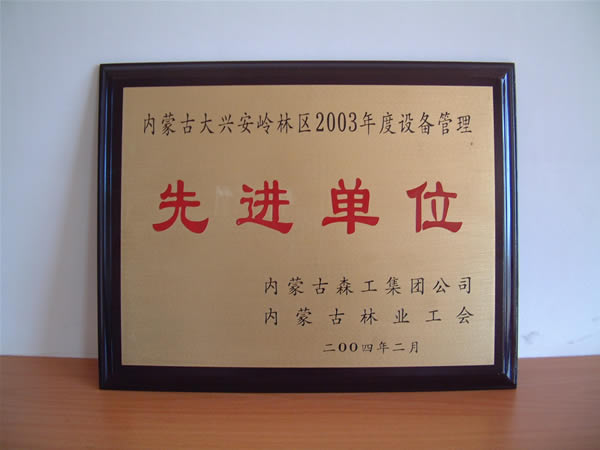 内蒙古大兴安岭林区2003年度设备管理
先进单位
内蒙古森工集团公司
内蒙古林业工会
二00四年二月